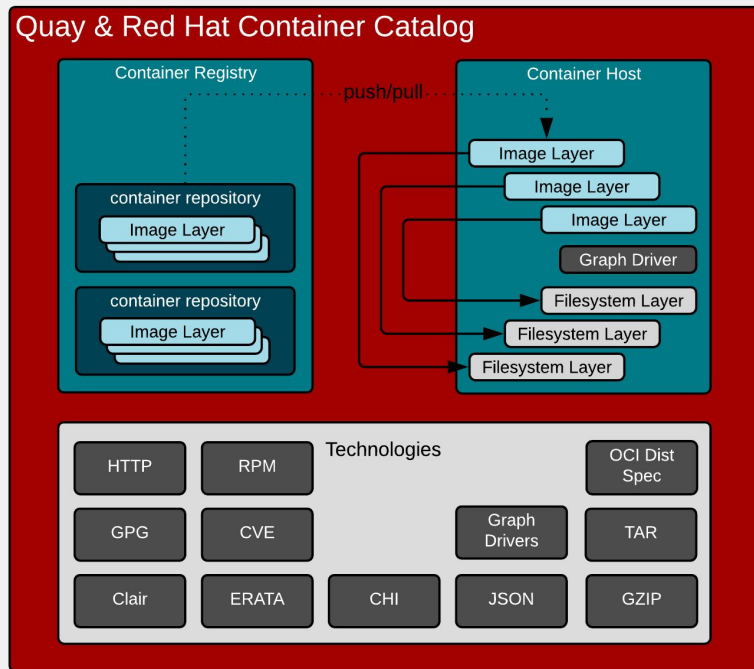 Quay & Red Hat Container Catalog
Container Registry
Container Host
push/pull
Image Layer
Image Layer
Image Layer
container repository
Image Layer
Graph Driver
container repository
Image Layer
Filesystem Layer
Filesystem Layer
Filesystem Layer
Technologies
HTTP
RPM
OCI Dist
Spec
GPG
CVE
Graph
Drivers
TAR
Clair
ERATA
CHI
JSON
GZIP